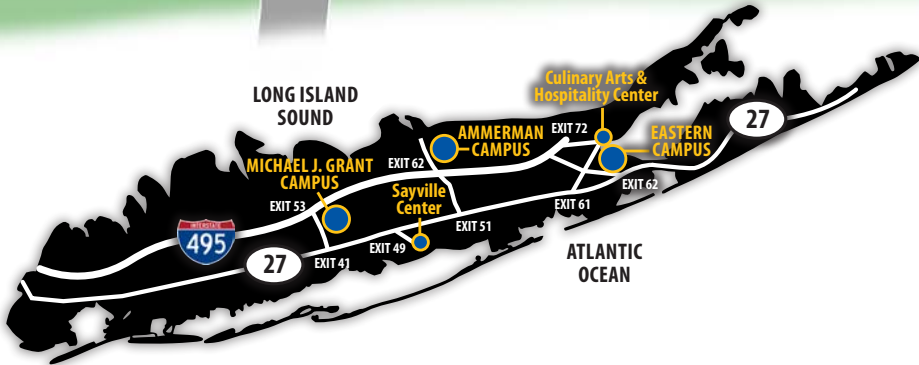 LONG ISLAND
SOUND
Culinary Arts &
Hospitality Center
27
AMMERMAN
CAMPUS
EXIT 72
EASTERN
CAMPUS
MICHAEL J. GRANT
CAMPUS
EXIT 62
Sayville
Center
EXIT 62
EXIT 53
EXIT 61
EXIT 51
INTERSTATE
495
EXIT 49
27
EXIT 41
ATLANTIC
OCEAN